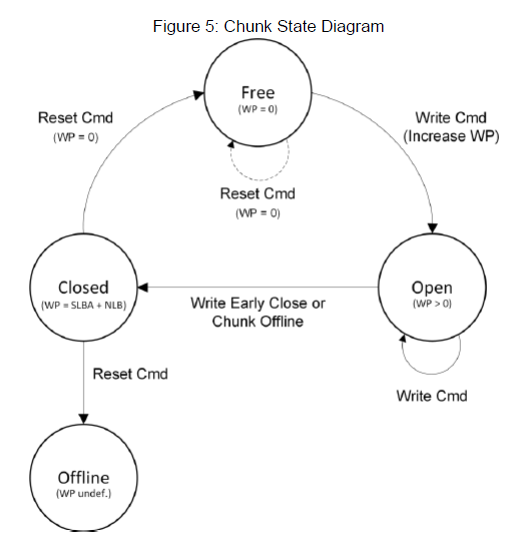 Figure 5: Chunk State Diagram
Free
(WP = 0)
Reset Cmd
(WP = 0)
Write Cmd
(Increase WP)
Reset Cmd
(WP = 0)
Closed
(WP = SLBA + NLB)
Write Early Close or
Chunk Offline
Open
(WP > 0)
Reset Cmd
Write Cmd
Offline
(WP undef.)